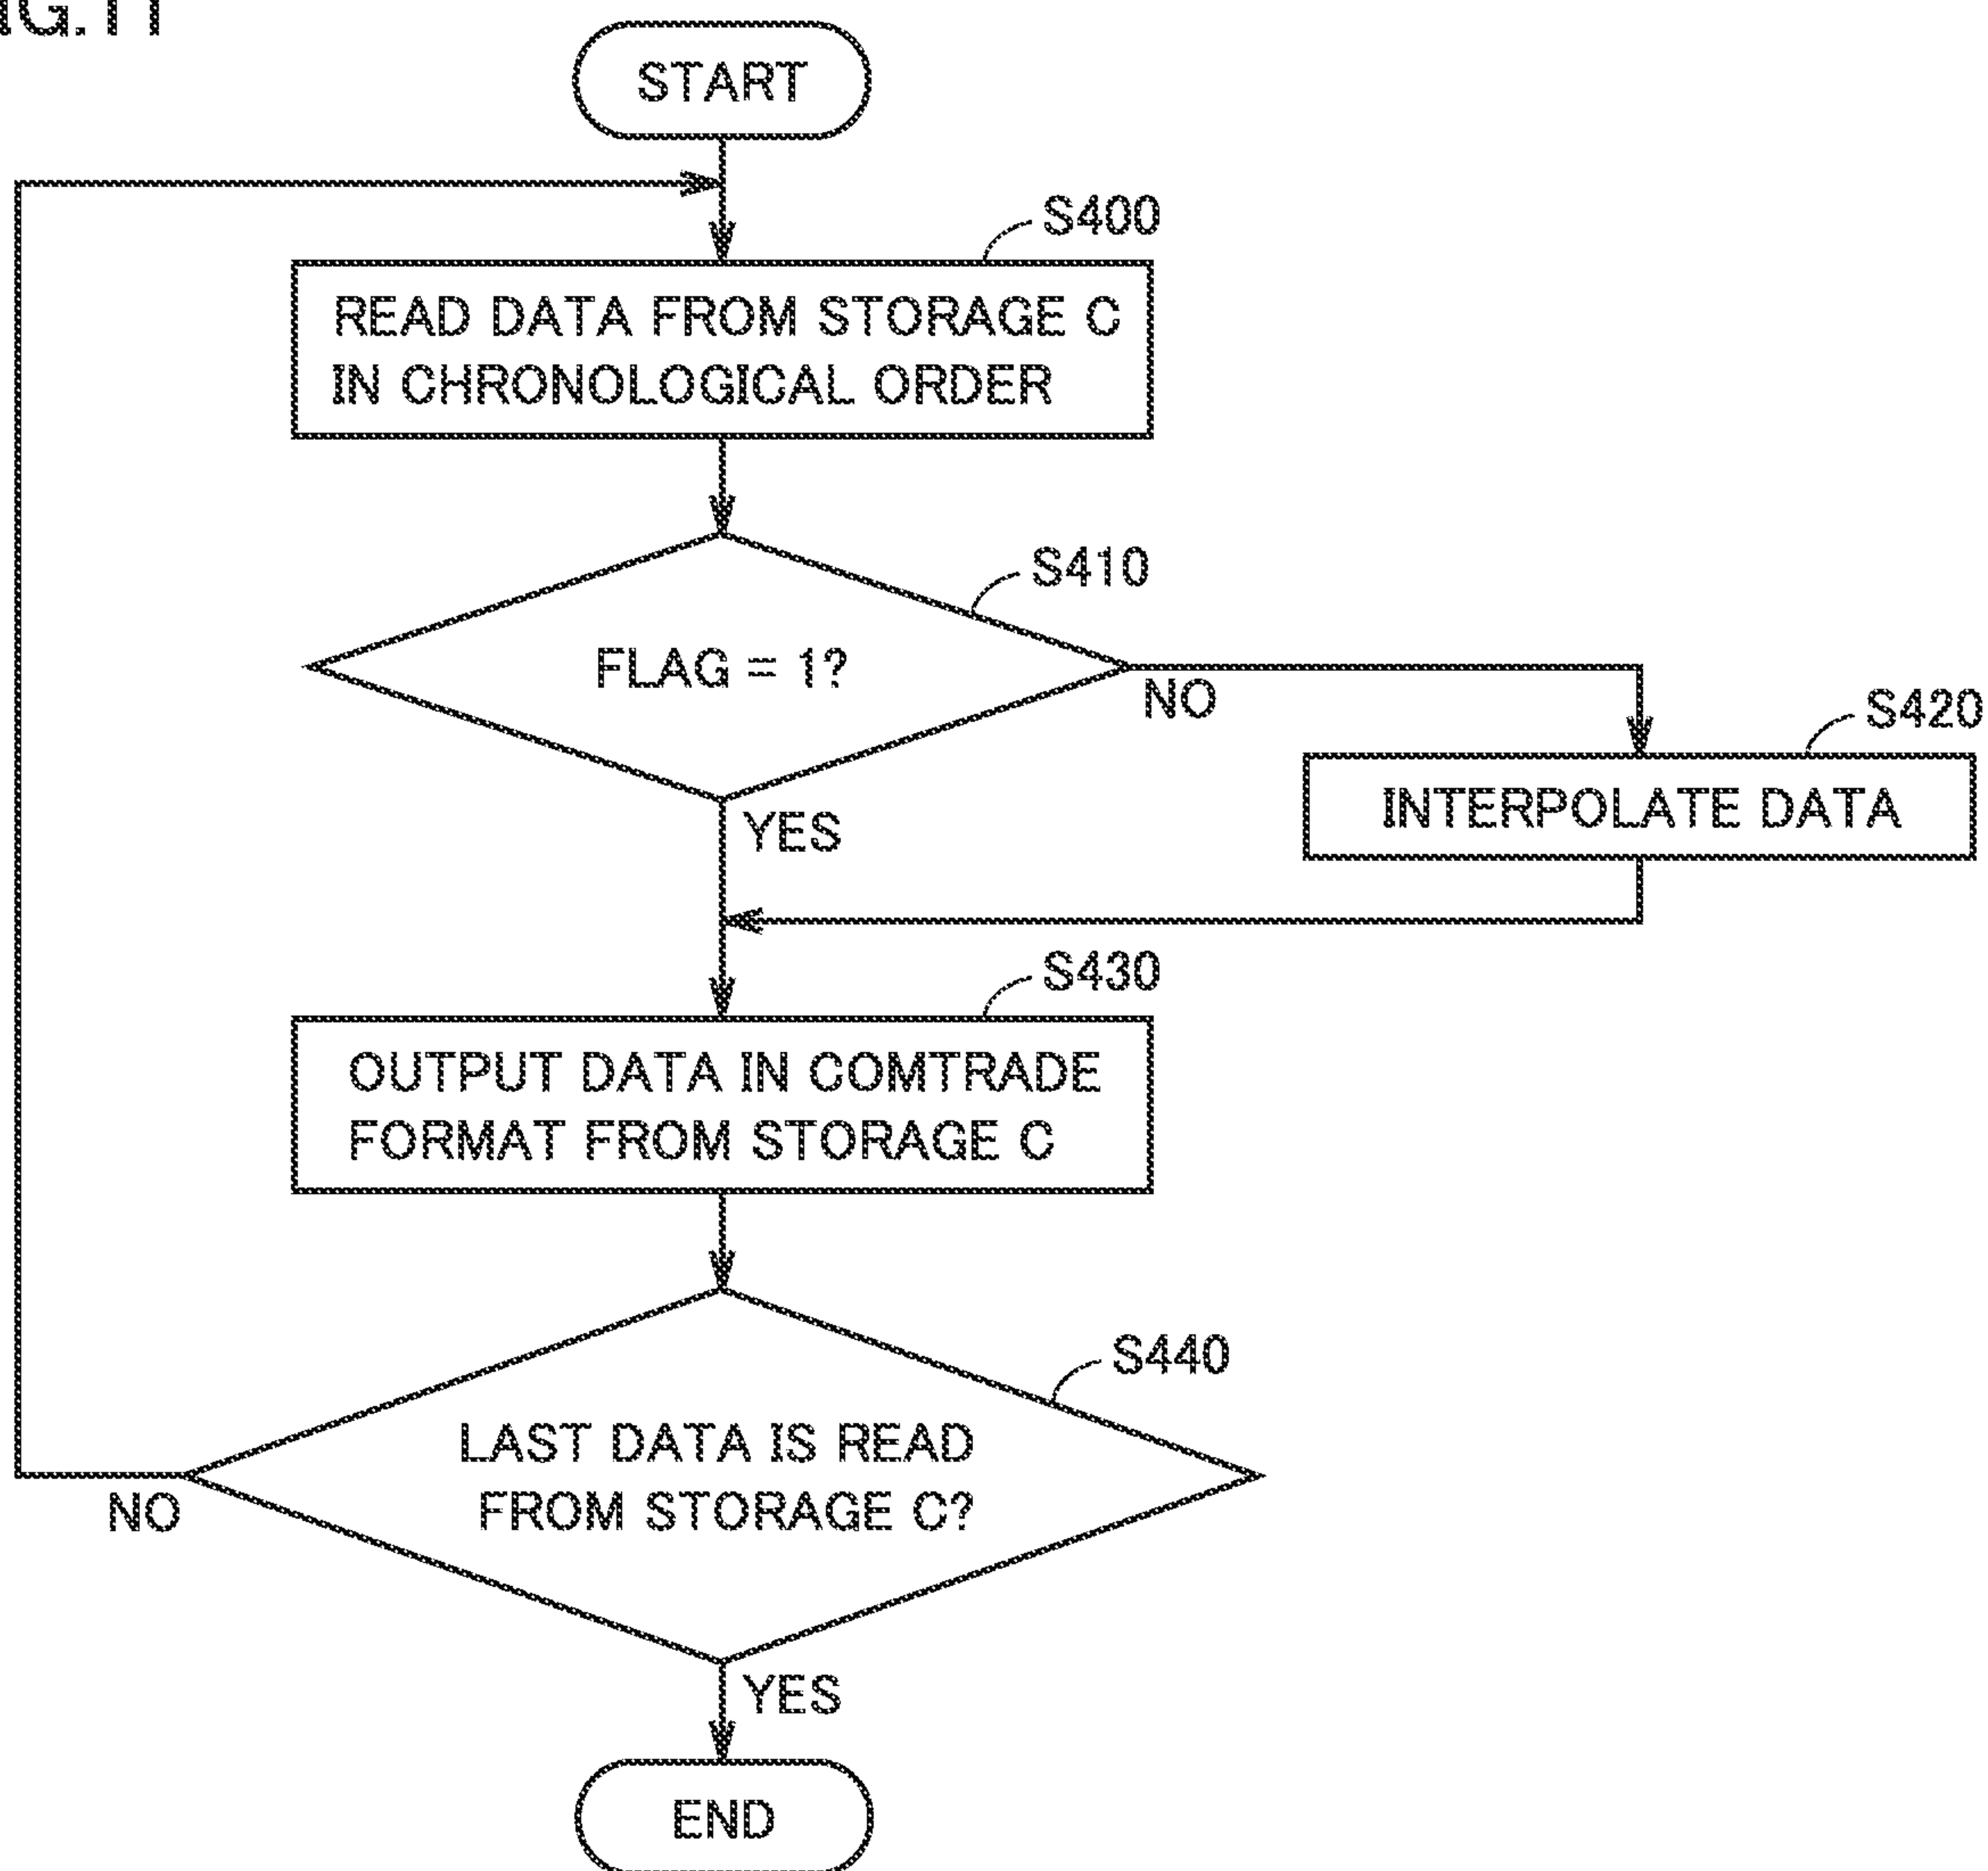 FIG.11
START
S400
READ DATA FROM STORAGE C
IN CHRONOLOGICAL ORDER
S410
FLAG = 1?
NO
S420
INTERPOLATE DATA
YES
S430
OUTPUT DATA IN COMTRADE
FORMAT FROM STORAGE C
S440
LAST DATA IS READ
FROM STORAGE C?
NO
YES
END